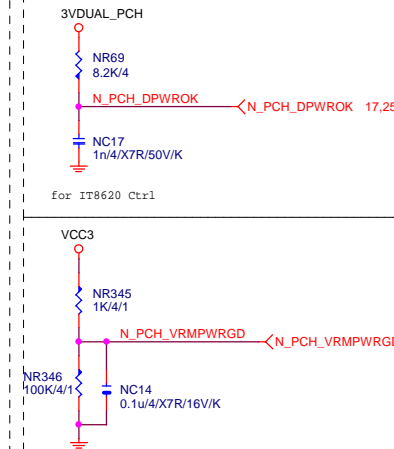 3VDUAL_PCH
NR69
8.2K/4
N_PCH_DPWROK
N_PCH_DPWROK 17,25
NC17
1n/4/X7R/50V/K
for IT8620 Ctrl
VCC3
NR345
1K/4/1
N_PCH_VRMPWRGD
N_PCH_VRMPWRGD
NR346
100K/4/1
NC14
0.1u/4/X7R/16V/K